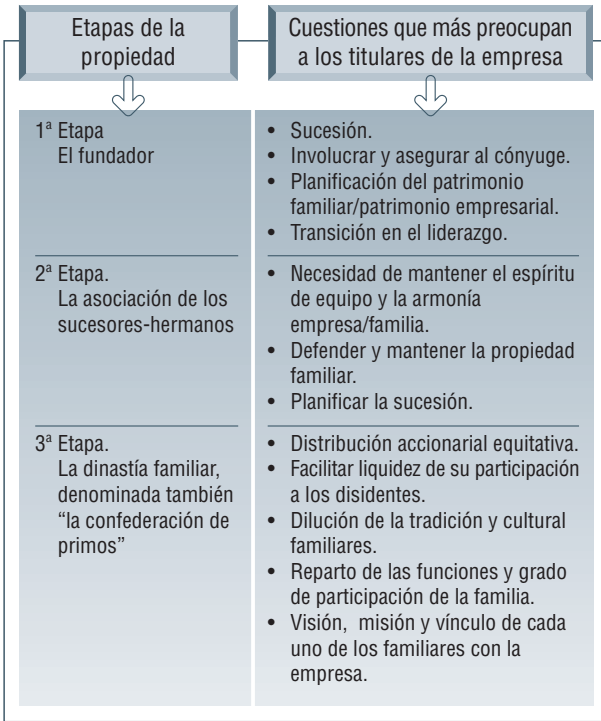 Etapas de la
propiedad
Cuestiones que más preocupan
a los titulares de la empresa
1ª Etapa
El fundador
• Sucesión.
• Involucrar y asegurar al cónyuge.
• Planificación del patrimonio
familiar/patrimonio empresarial.
• Transición en el liderazgo.
2ª Etapa.
La asociación de los
sucesores-hermanos
• Necesidad de mantener el espíritu
de equipo y la armonía
empresa/familia.
• Defender y mantener la propiedad
familiar.
• Planificar la sucesión.
3ª Etapa.
La dinastía familiar,
denominada también
“la confederación de
primos”
• Distribución accionarial equitativa.
• Facilitar liquidez de su participación
a los disidentes.
• Dilución de la tradición y cultural
familiares.
• Reparto de las funciones y grado
de participación de la familia.
• Visión, misión y vínculo de cada
uno de los familiares con la
empresa.